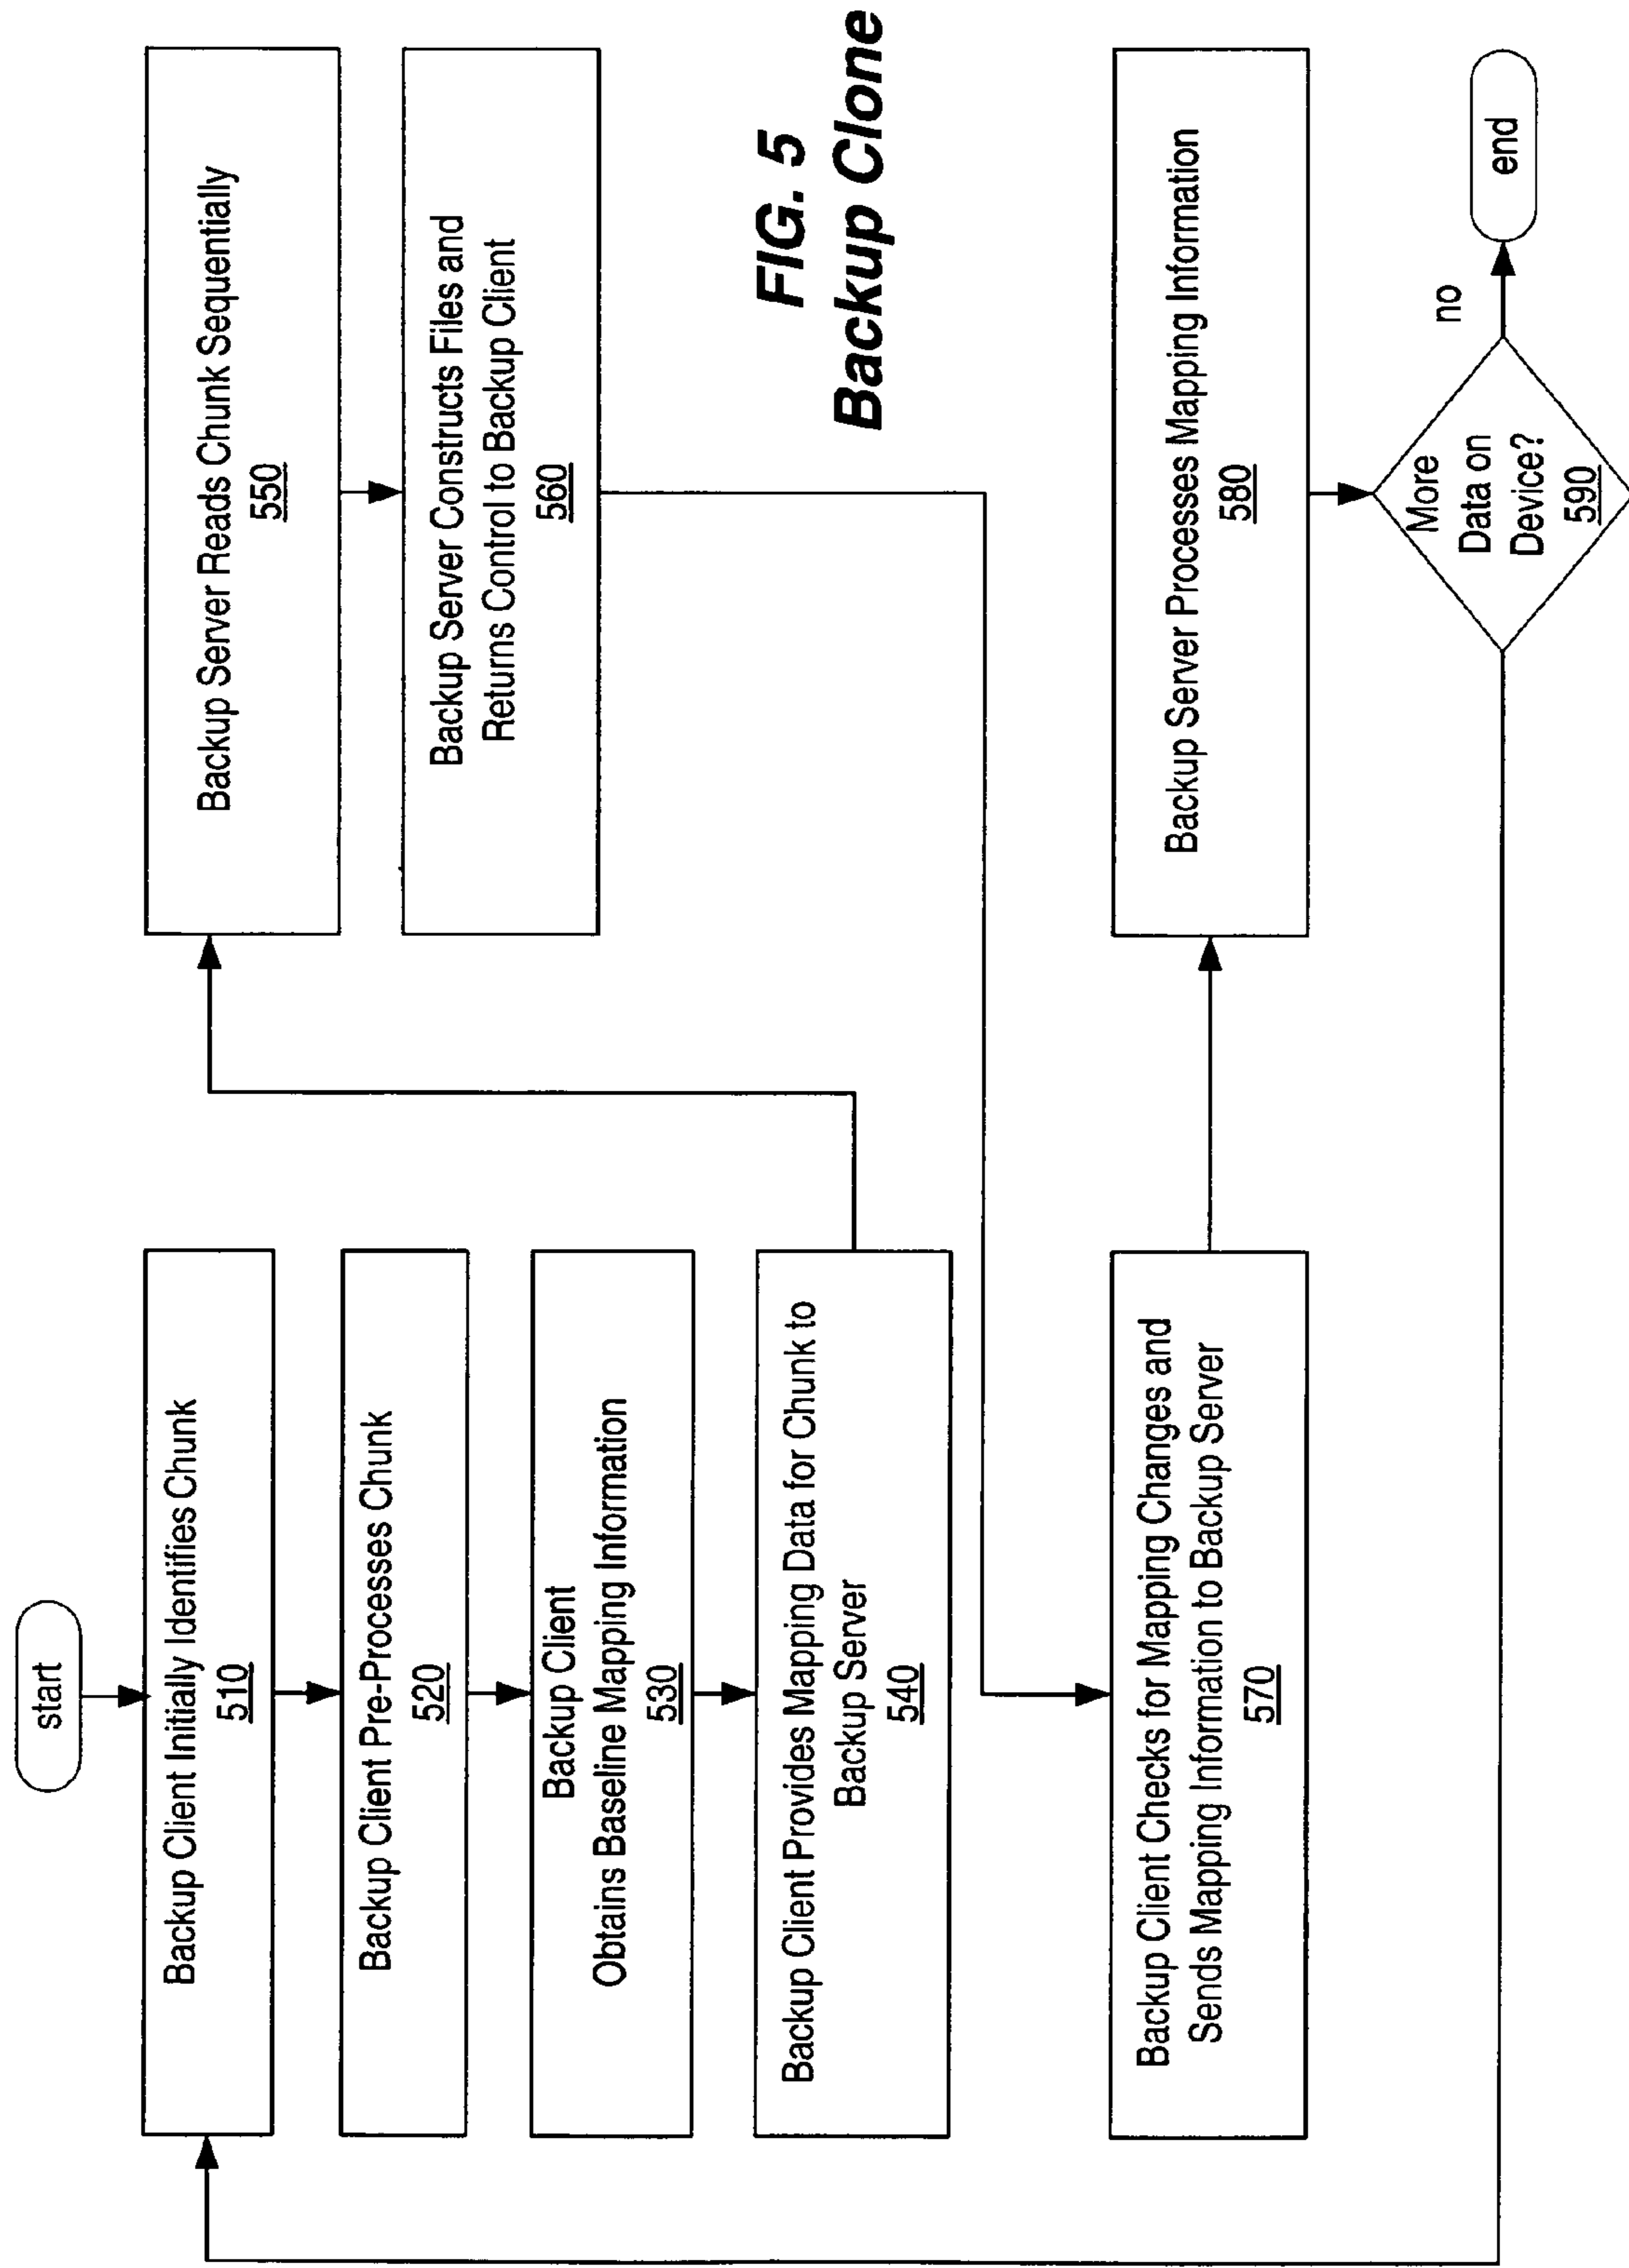 start
Backup Client Initially Identifies Chunk
510
Backup Client Pre-Processes Chunk
520
Backup Client
Obtains Baseline Mapping Information
530
Backup Client Provides Mapping Data for Chunk to
Backup Server
540
Backup Server Reads Chunk Sequentially
550
Backup Server Constructs Files and
Returns Control to Backup Client
560
FIG. 5
Backup Clone
Backup Client Checks for Mapping Changes and
Sends Mapping Information to Backup Server
570
Backup Server Processes Mapping Information
580
More
Data on
Device?
590
no
end